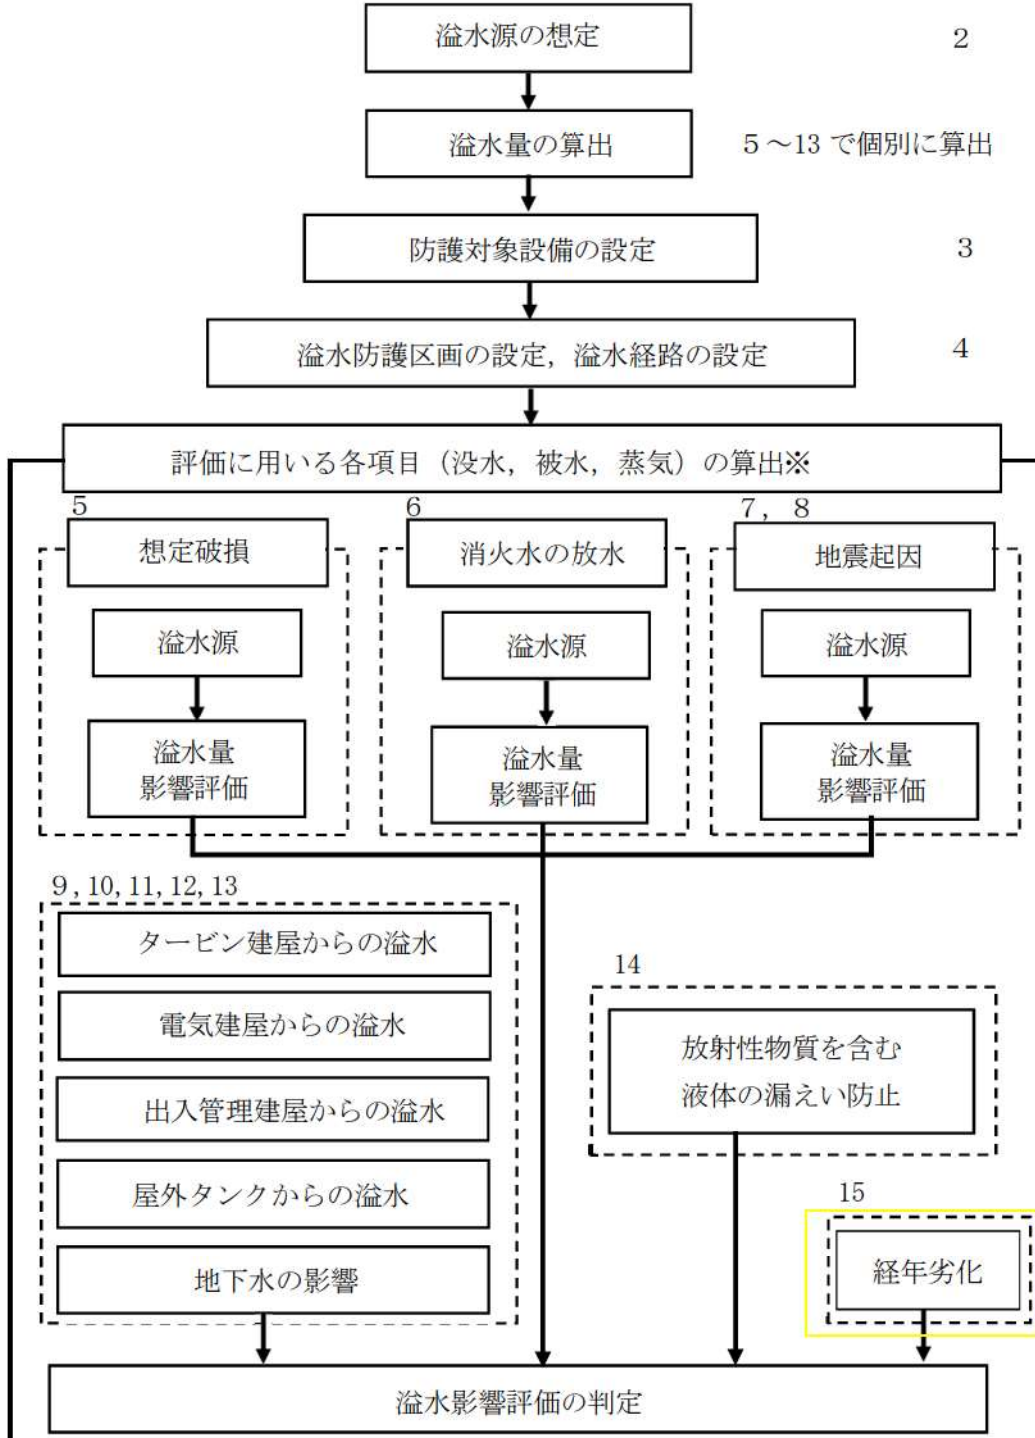 溢水源の想定
2
溢水量の算出
5～13で個別に算出
防護対象設備の設定
3
溢水防護区画の設定，溢水経路の設定
4
評価に用いる各項目（没水，被水，蒸気）の算出※
5
想定破損
溢水源
溢水量
影響評価
6
消火水の放水
溢水源
溢水量
影響評価
7，8
地震起因
溢水源
溢水量
影響評価
9,10,11,12,13
タービン建屋からの溢水
電気建屋からの溢水
出入管理建屋からの溢水
屋外タンクからの溢水
地下水の影響
14
放射性物質を含む
液体の漏えい防止
15
経年劣化
溢水影響評価の判定